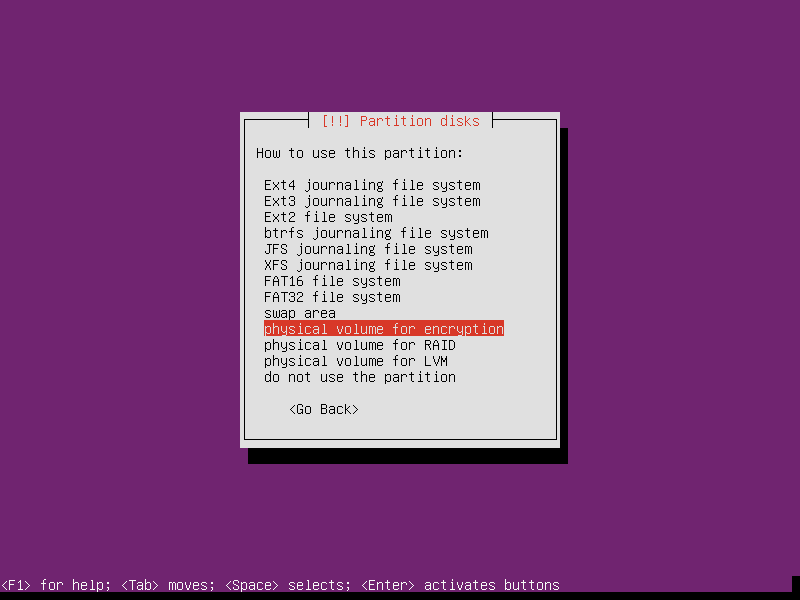 [!!] Partition disks
How to use this partition:
Ext4 journaling file system
Ext3 journaling file system
Ext2 file system
btrfs journaling file system
JFS journaling file system
XFS journaling file system
FAT16 file system
FAT32 file system
swap area
physical volume for encryption
physical volume for RAID
physical volume for LVM
do not use the partition
<Go Back>
<F1> for help; <Tab> moves; <Space> selects; <Enter> activates buttons